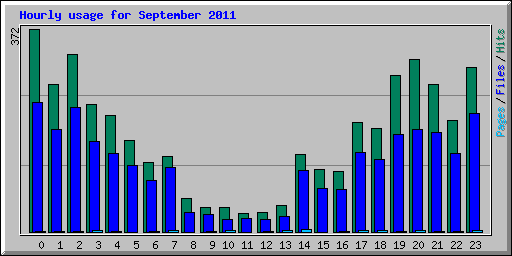 Hourly usage for September 2011
372
Pages / Files / Hits
0 1 2 3 4 5 6 7 8 9 10 11 12 13 14 15 16 17 18 19 20 21 22 23